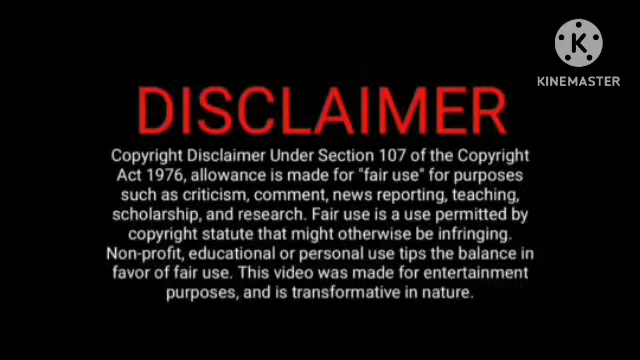 K
KINEMASTER
DISCLAIMER
Copyright Disclaimer Under Section 107 of the Copyright
Act 1976, allowance is made for "fair use" for purposes
such as criticism, comment, news reporting, teaching,
scholarship, and research. Fair use is a use permitted by
copyright statute that might otherwise be infringing.
Non-profit, educational or personal use tips the balance in
favor of fair use. This video was made for entertainment
purposes, and is transformative in nature.